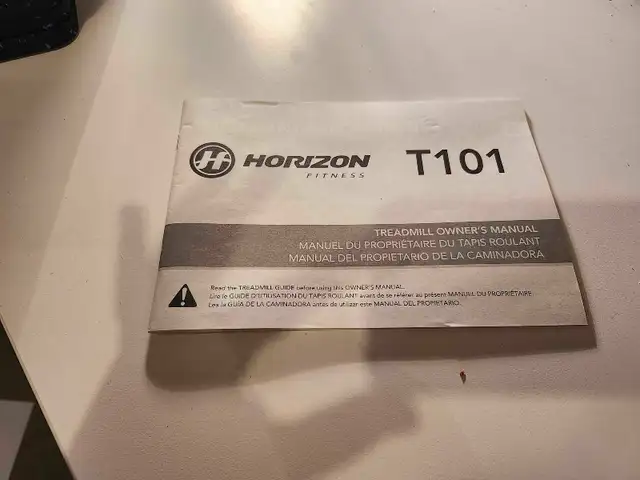 HORIZON
FITNESS
T101
TREADMILL OWNER'S MANUAL
MANUEL DU PROPRIÉTAIRE DU TAPIS ROULANT
MANUAL DEL PROPIETARIO DE LA CAMINADORA
Read the TREADMILL GUIDE before using this OWNER'S MANUAL.
Lire le GUIDE D'UTILISATION DU TAPIS ROULANT avant de se référer au présent MANUEL DU PROPRIÉTAIRE.
Lea la GUÍA DE LA CAMINADORA antes de utilizar este MANUAL DEL PROPIETARIO.